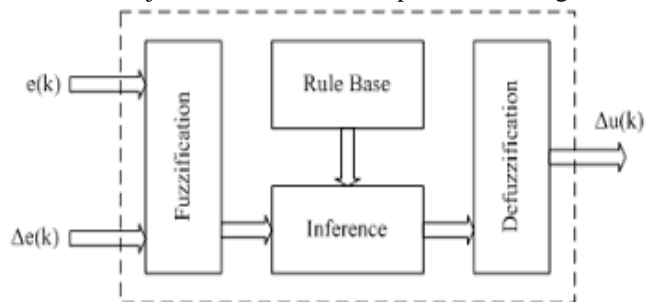 e(k)
Δe(k)
Fuzzification
Rule Base
Inference
Defuzzification
Δu(k)